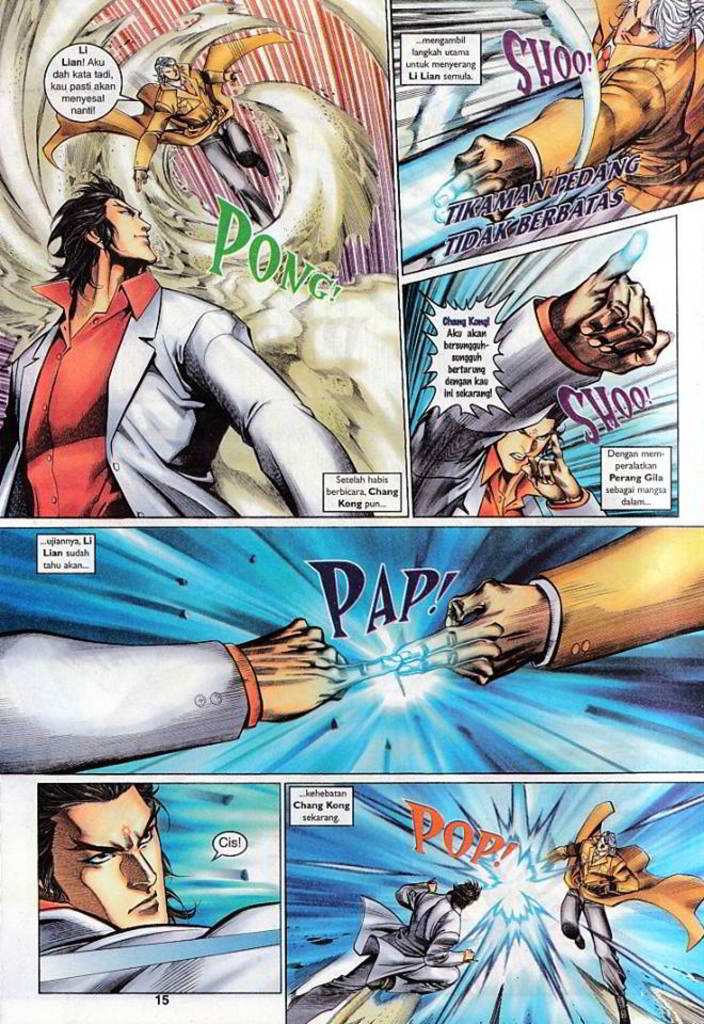 Li
Lian! Aku
dah kata tadi,
kau pasti akan
menyesal
nanti!
PONG!
Setelah habis
berbicara, Chang
Kong pun...
...mengambil
langkah utama
untuk menyerang
Li Lian semula.
SHOO!
TIKAMAN PEDANG
TIDAK BERBATAS
Chang Kong!
Aku akan
bersungguh-
sungguh
bertarung
dengan kau
ini sekarang!
SHOO!
Dengan mem-
peralatkan
Perang Gila
sebagai mangsa
dalam...
...ujiannya, Li
Lian sudah
tahu akan...
PAP!
Cis!
...kehebatan
Chang Kong
sekarang.
POP!
15